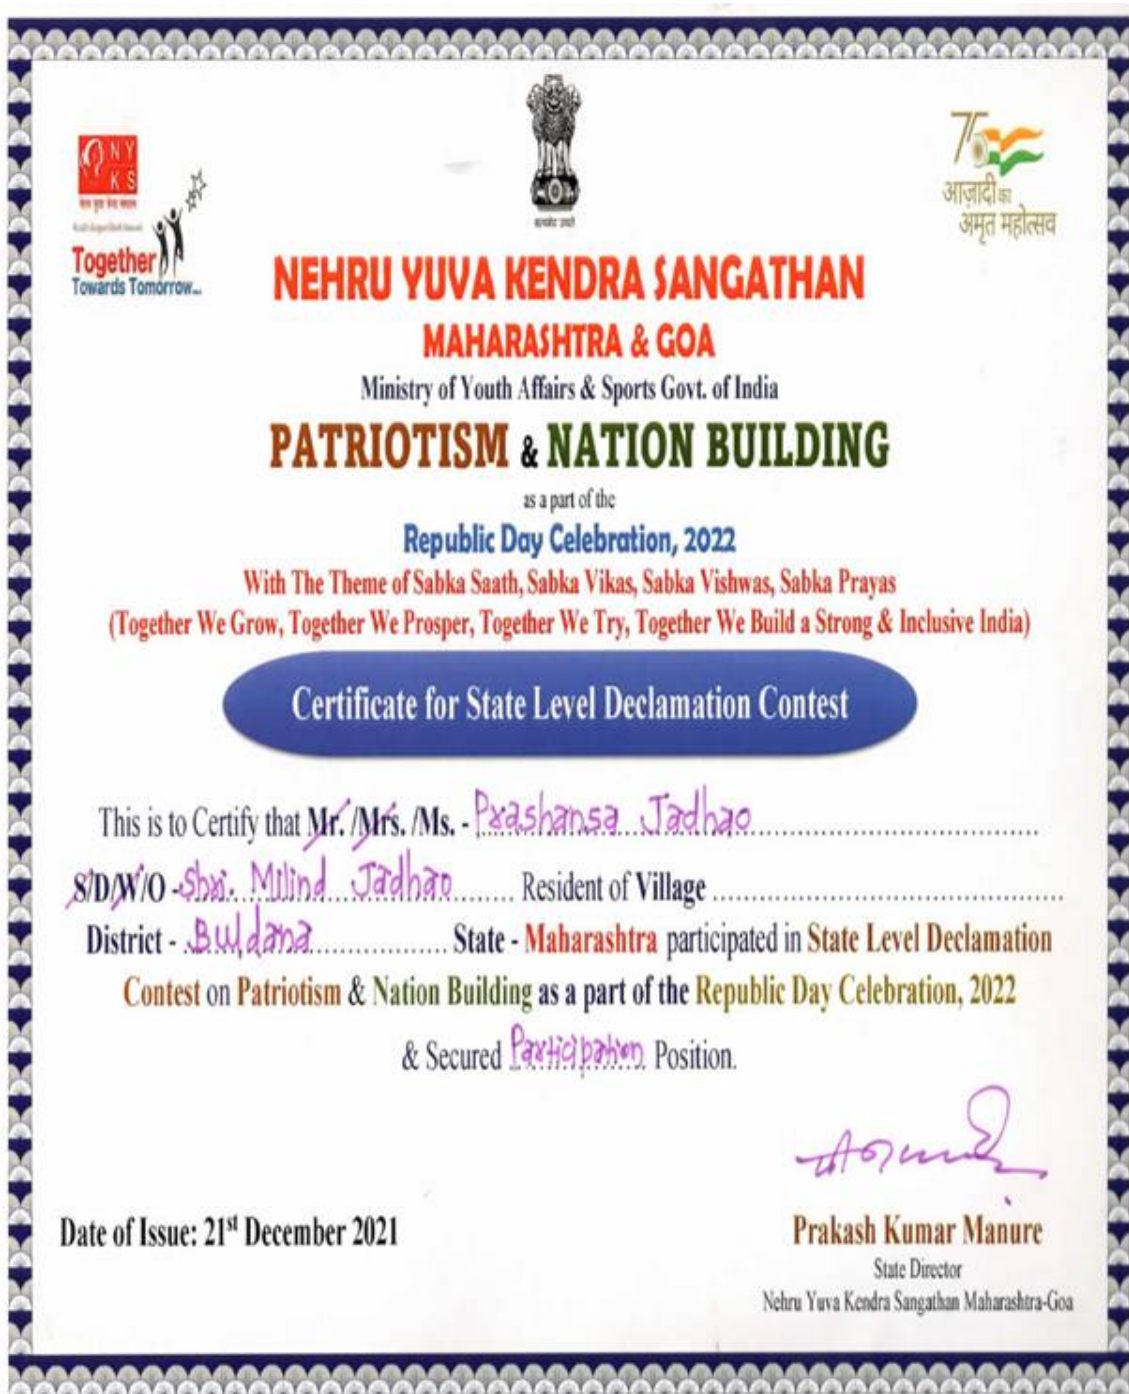 NY
KS
Together
Towards Tomorrow...
सत्यमेव जयते
75
आज़ादी का
अमृत महोत्सव
NEHRU YUVA KENDRA SANGATHAN
MAHARASHTRA & GOA
Ministry of Youth Affairs & Sports Govt. of India
PATRIOTISM & NATION BUILDING
as a part of the
Republic Day Celebration, 2022
With The Theme of Sabka Saath, Sabka Vikas, Sabka Vishwas, Sabka Prayas
(Together We Grow, Together We Prosper, Together We Try, Together We Build a Strong & Inclusive India)
Certificate for State Level Declamation Contest
This is to Certify that Mr. /Mrs. /Ms. - Prashansa Jadhao
S/D/W/O - Shri. Milind Jadhao Resident of Village
District - Buldana State - Maharashtra participated in State Level Declamation
Contest on Patriotism & Nation Building as a part of the Republic Day Celebration, 2022
& Secured Participation Position.
Date of Issue: 21st December 2021
Prakash Kumar Manure
State Director
Nehru Yuva Kendra Sangathan Maharashtra-Goa